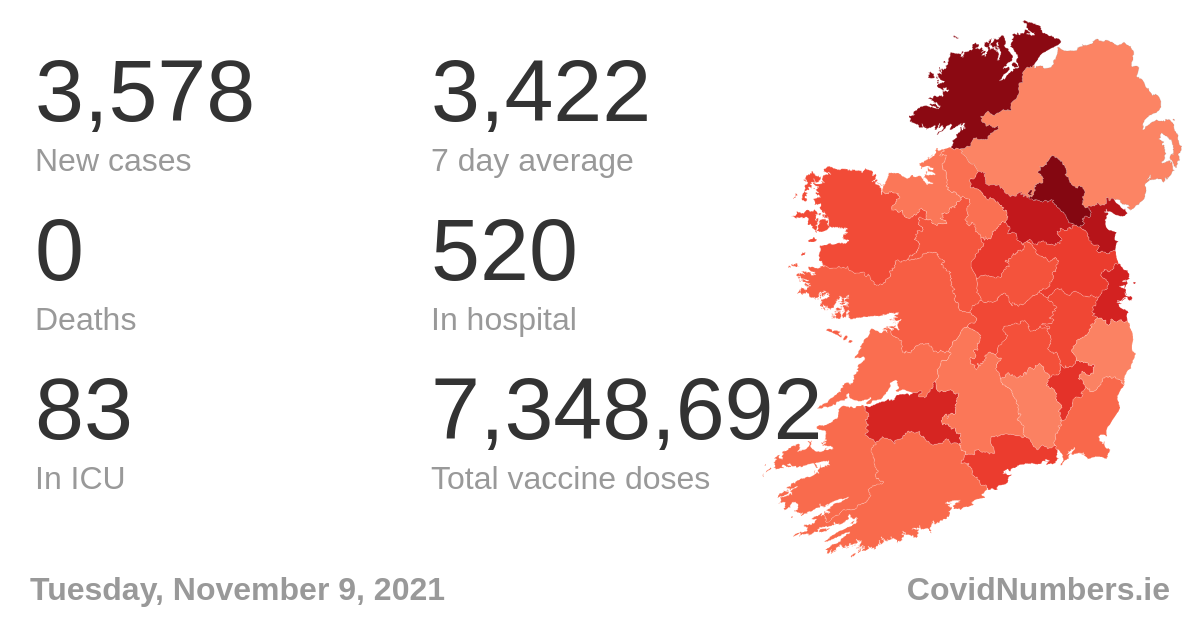 3,578
3,422
New cases
7 day average
0
520
Deaths
In hospital
83
7,348,692
In ICU
Total vaccine doses
Tuesday, November 9, 2021
CovidNumbers.ie